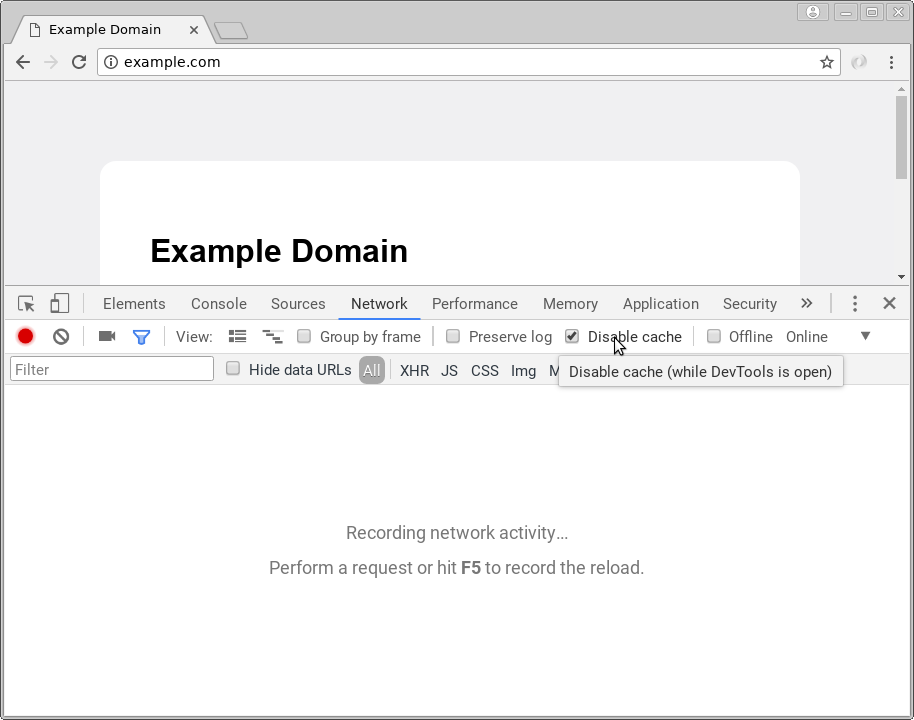 Example Domain
example.com
Example Domain
Elements Console Sources Network Performance Memory Application Security
View: Group by frame Preserve log Disable cache Offline Online
Filter Hide data URLs All XHR JS CSS Img
Disable cache (while DevTools is open)
Recording network activity…
Perform a request or hit F5 to record the reload.